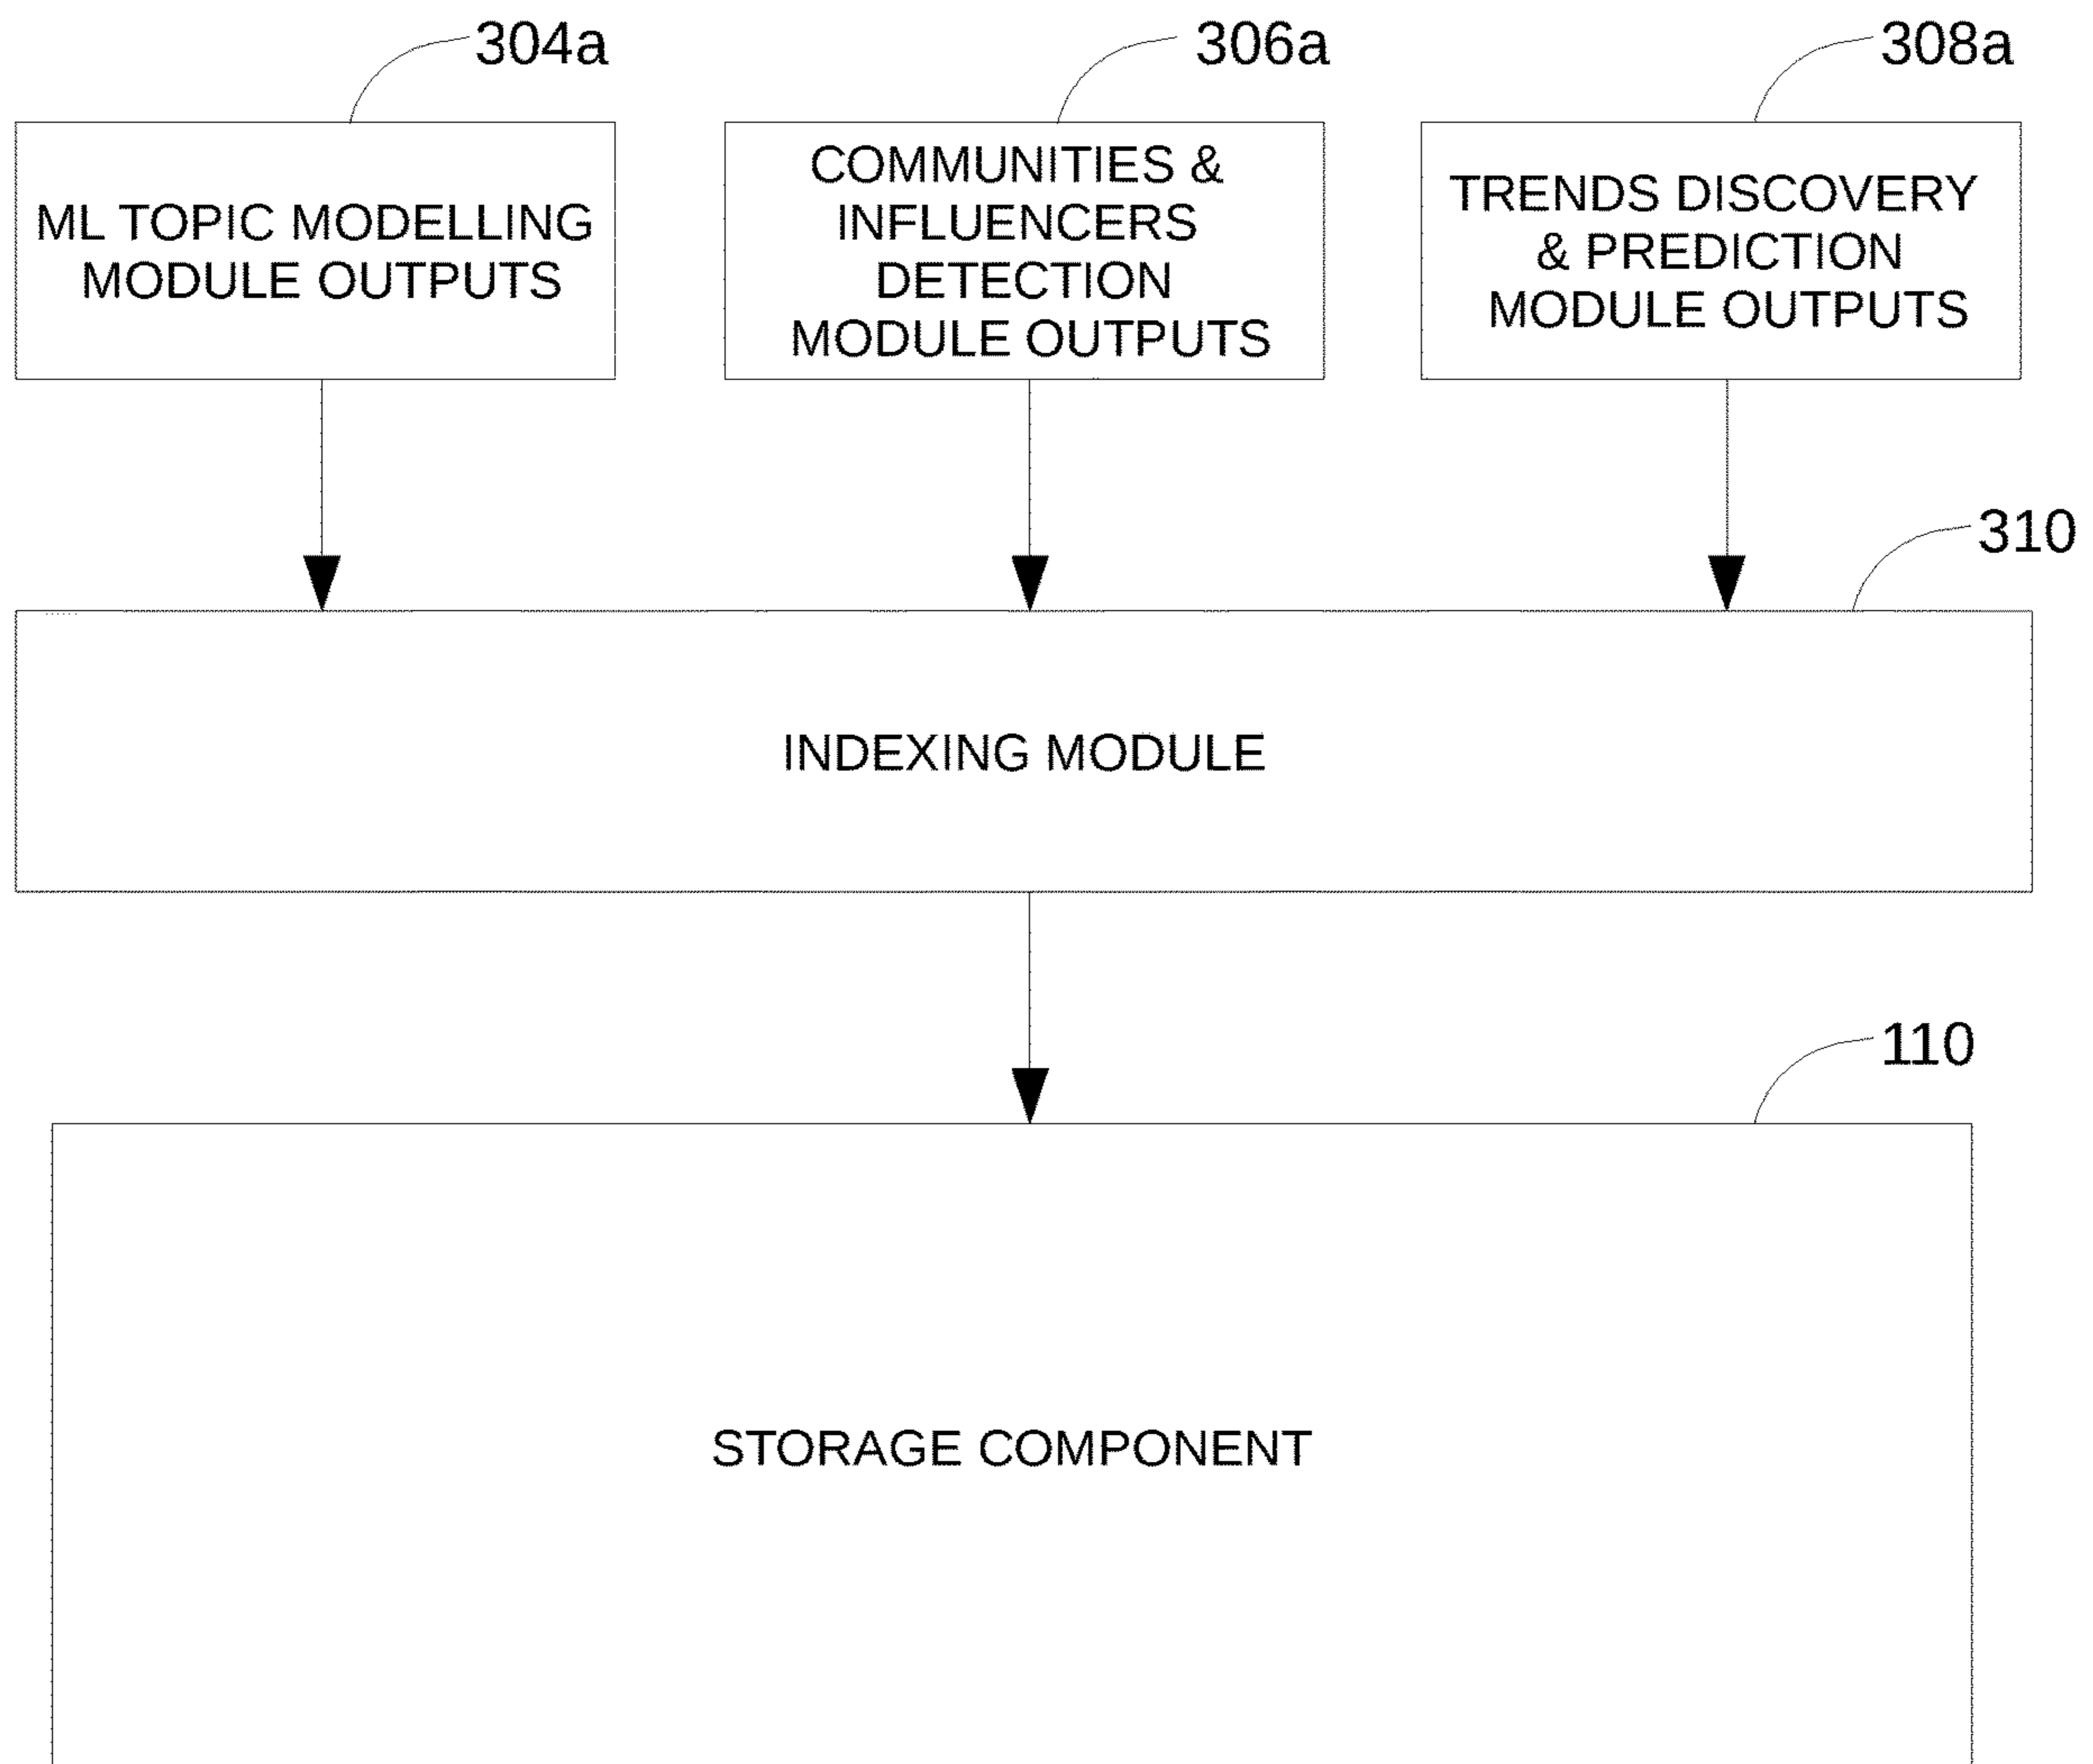 304a
306a
308a
ML TOPIC MODELLING
MODULE OUTPUTS
COMMUNITIES &
INFLUENCERS
DETECTION
MODULE OUTPUTS
TRENDS DISCOVERY
& PREDICTION
MODULE OUTPUTS
310
INDEXING MODULE
110
STORAGE COMPONENT